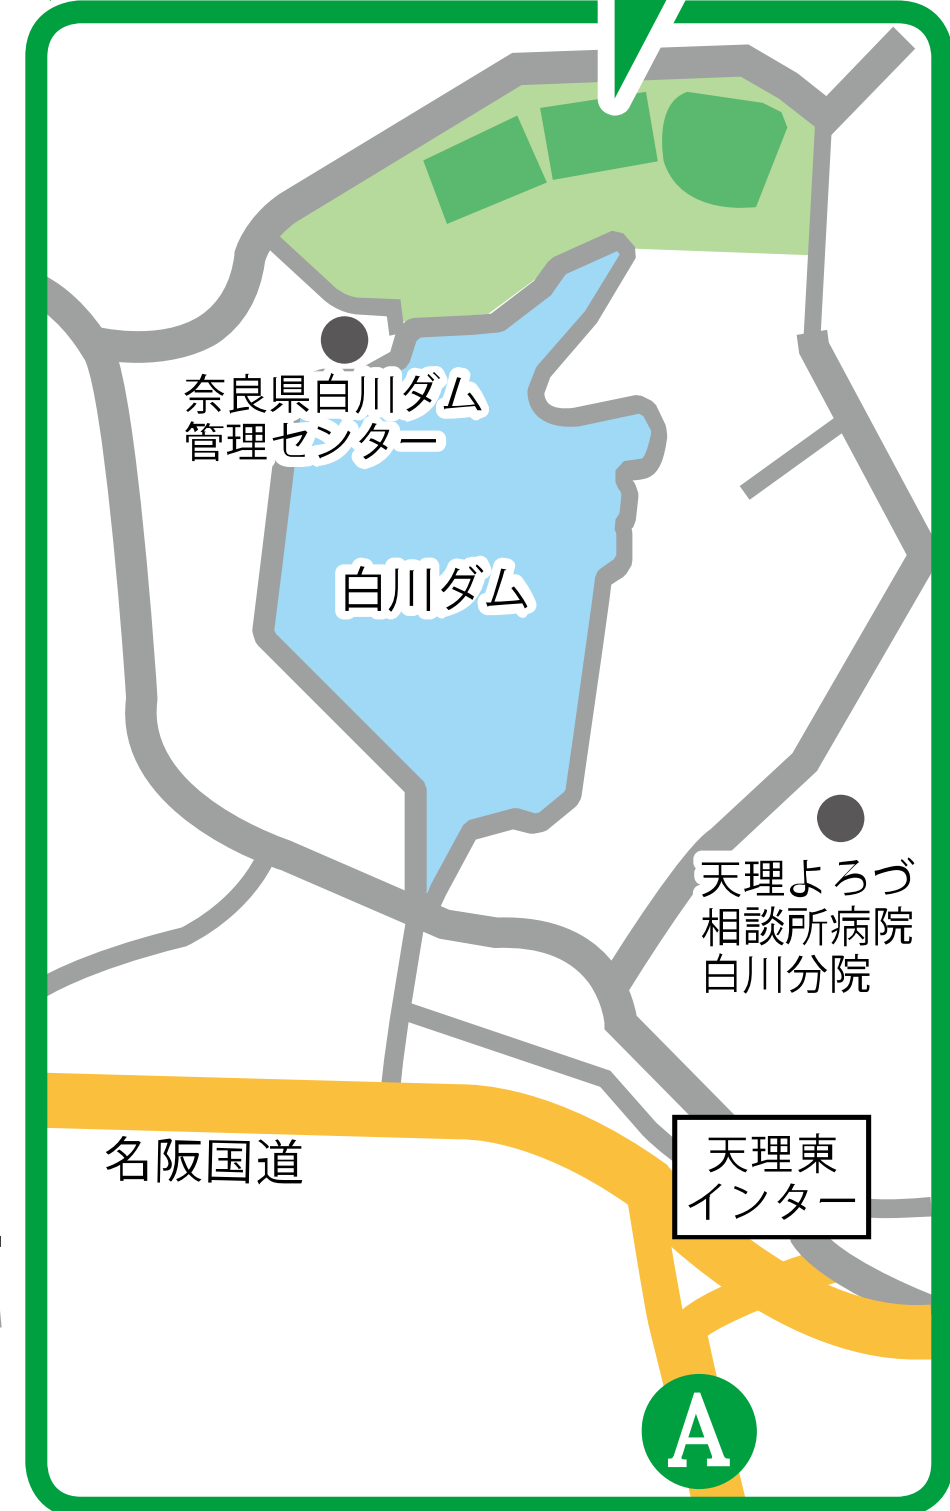 奈良県白川ダム
管理センター
白川ダム
天理よろづ
相談所病院
白川分院
名阪国道
天理東
インター
A